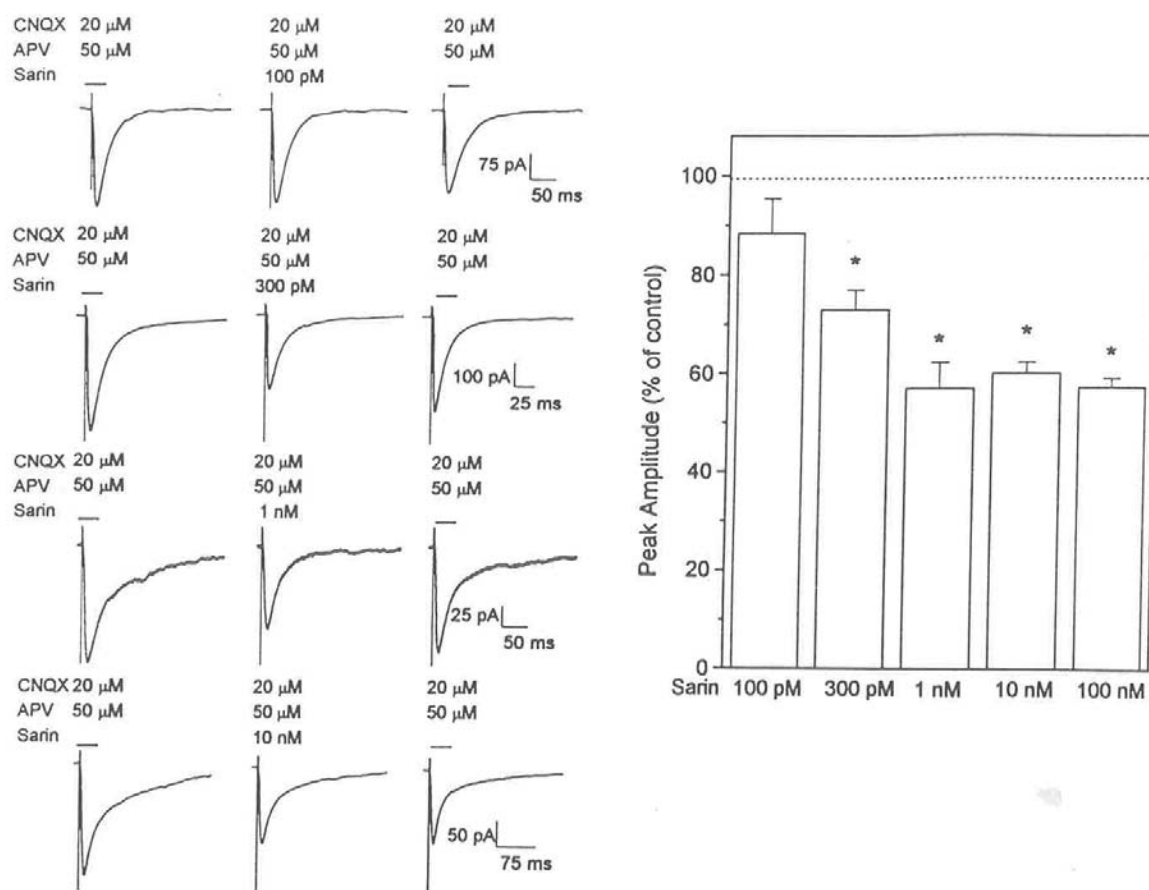 CNQX 20 μM 20 μM 20 μM
APV 50 μM 50 μM 50 μM
Sarin 100 pM
75 pA
50 ms
CNQX 20 μM 20 μM 20 μM
APV 50 μM 50 μM 50 μM
Sarin 300 pM
100 pA
25 ms
CNQX 20 μM 20 μM 20 μM
APV 50 μM 50 μM 50 μM
Sarin 1 nM
25 pA
50 ms
CNQX 20 μM 20 μM 20 μM
APV 50 μM 50 μM 50 μM
Sarin 10 nM
50 pA
75 ms
Peak Amplitude (% of control)
100
80
60
40
20
0
* * * *
Sarin 100 pM 300 pM 1 nM 10 nM 100 nM